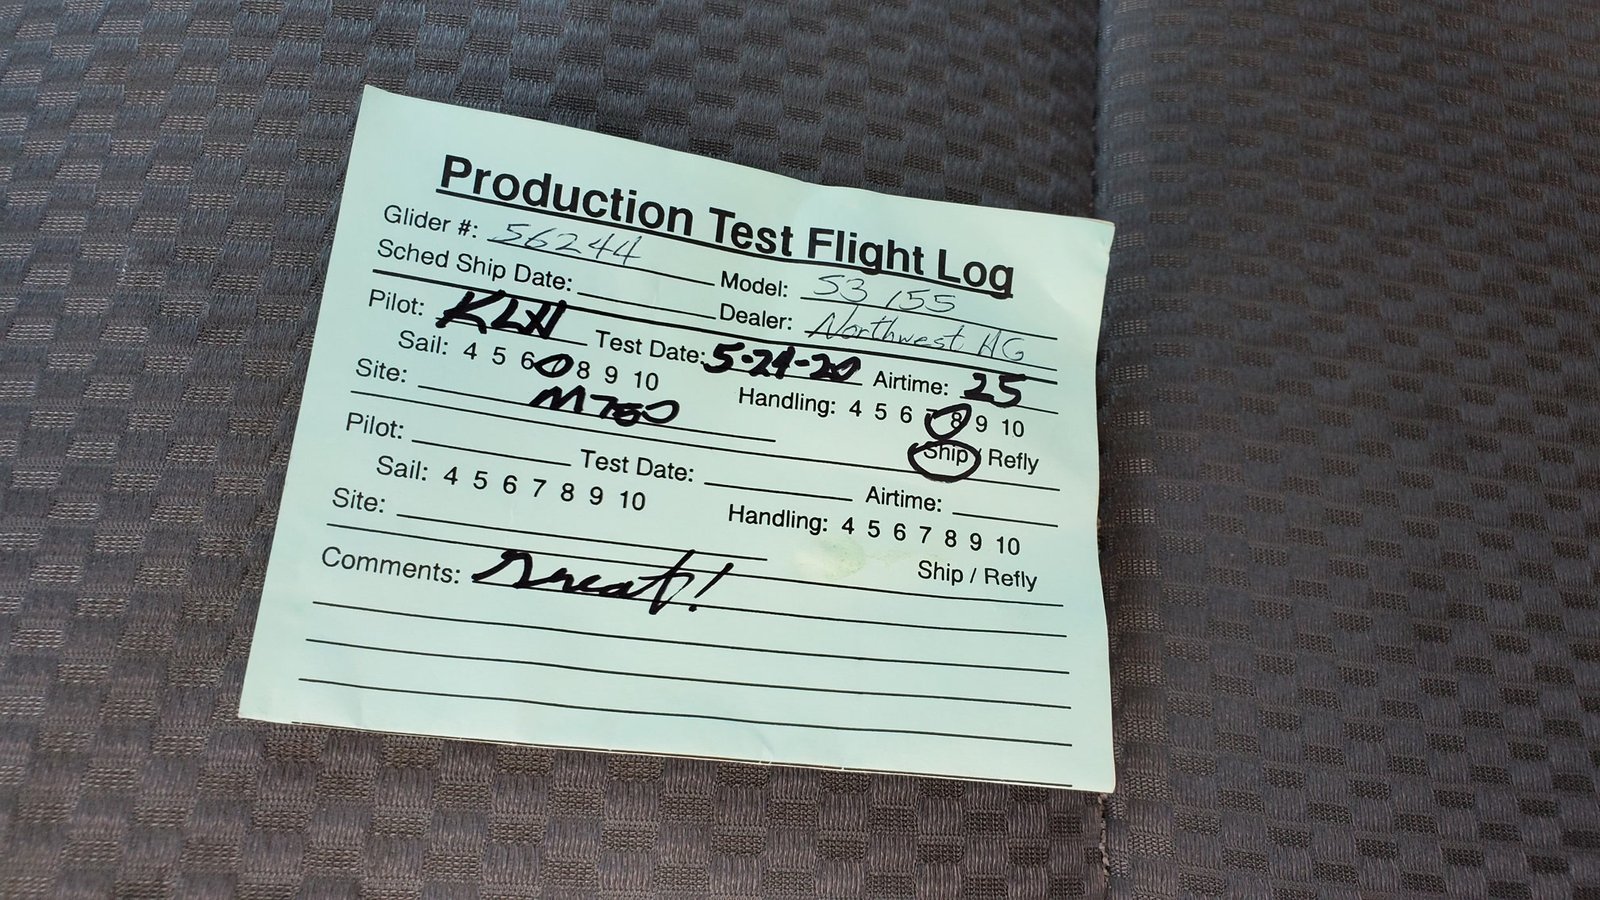 Production Test Flight Log
Glider #: 56244 Model: S3 155
Sched Ship Date: Dealer: Northwest HG
Pilot: Test Date: 5-21-20 Airtime: 25
Sail: 4 5 6 8 9 10 Handling: 4 5 6 7 8 9 10
Site: M750 Ship / Refly
Pilot: Test Date: Airtime:
Sail: 4 5 6 7 8 9 10 Handling: 4 5 6 7 8 9 10
Site: Ship / Refly
Comments: Great!